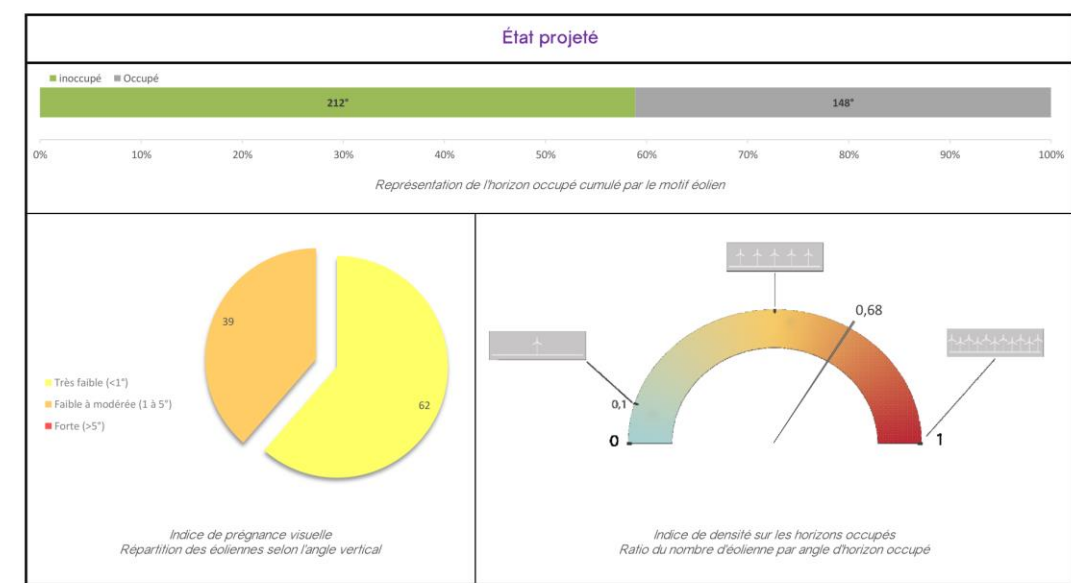 État projeté
inoccupé Occupé
212° 148°
0% 10% 20% 30% 40% 50% 60% 70% 80% 90% 100%
Représentation de l'horizon occupé cumulé par le motif éolien
39
62
Très faible (<1°)
Faible à modérée (1 à 5°)
Forte (>5°)
Indice de prégnance visuelle
Répartition des éoliennes selon l'angle vertical
0,68
0,1
0 1
Indice de densité sur les horizons occupés
Ratio du nombre d'éolienne par angle d'horizon occupé